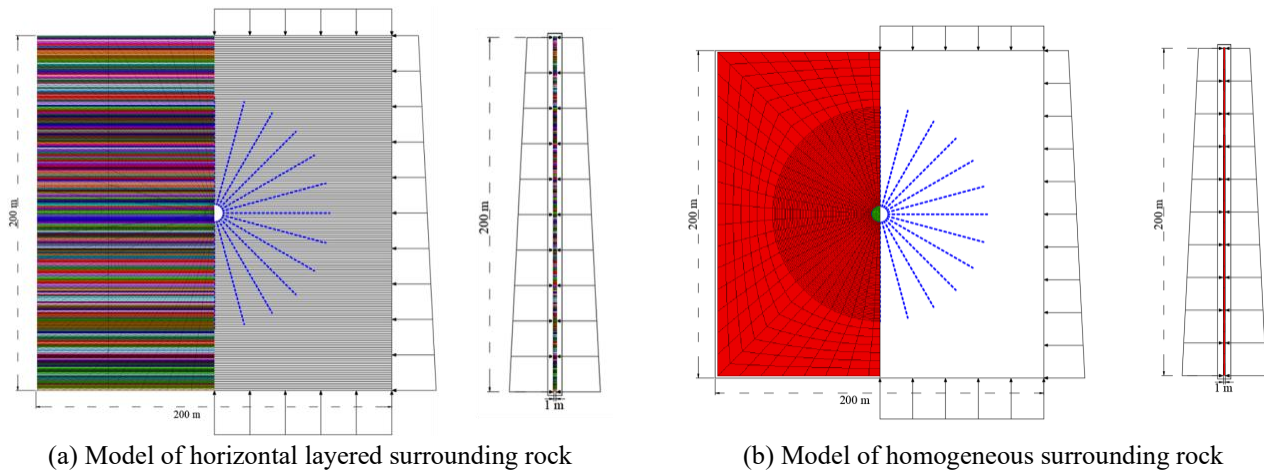 200 m
200 m
200 m
1 m
(a) Model of horizontal layered surrounding rock
200 m
200 m
200 m
1 m
(b) Model of homogeneous surrounding rock